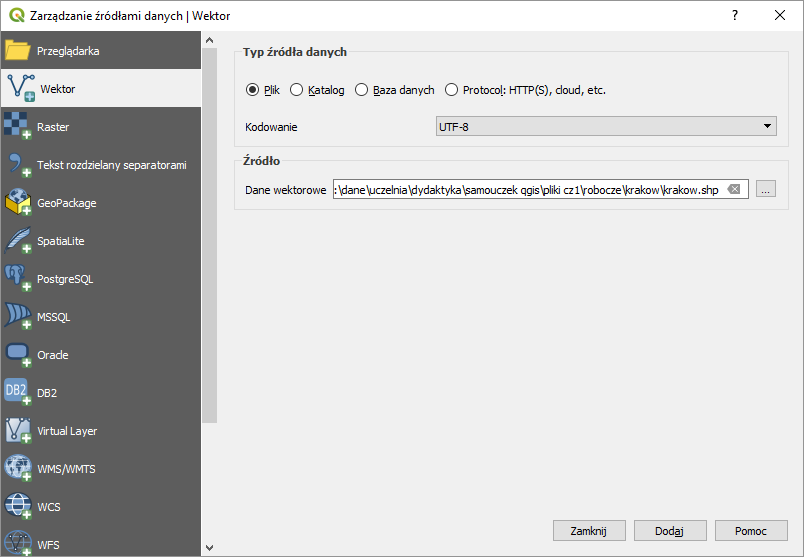 Zarządzanie źródłami danych | Wektor
?
Przeglądarka
Wektor
Raster
Tekst rozdzielany separatorami
GeoPackage
SpatiaLite
PostgreSQL
MSSQL
Oracle
DB2
DB2
Virtual Layer
WMS/WMTS
WCS
WFS
Typ źródła danych
Plik Katalog Baza danych Protocol: HTTP(S), cloud, etc.
Kodowanie UTF-8
Źródło
Dane wektorowe :\dane\uczelnia\dydaktyka\samouczek qgis\pliki cz1\robocze\krakow\krakow.shp ...
Zamknij Dodaj Pomoc